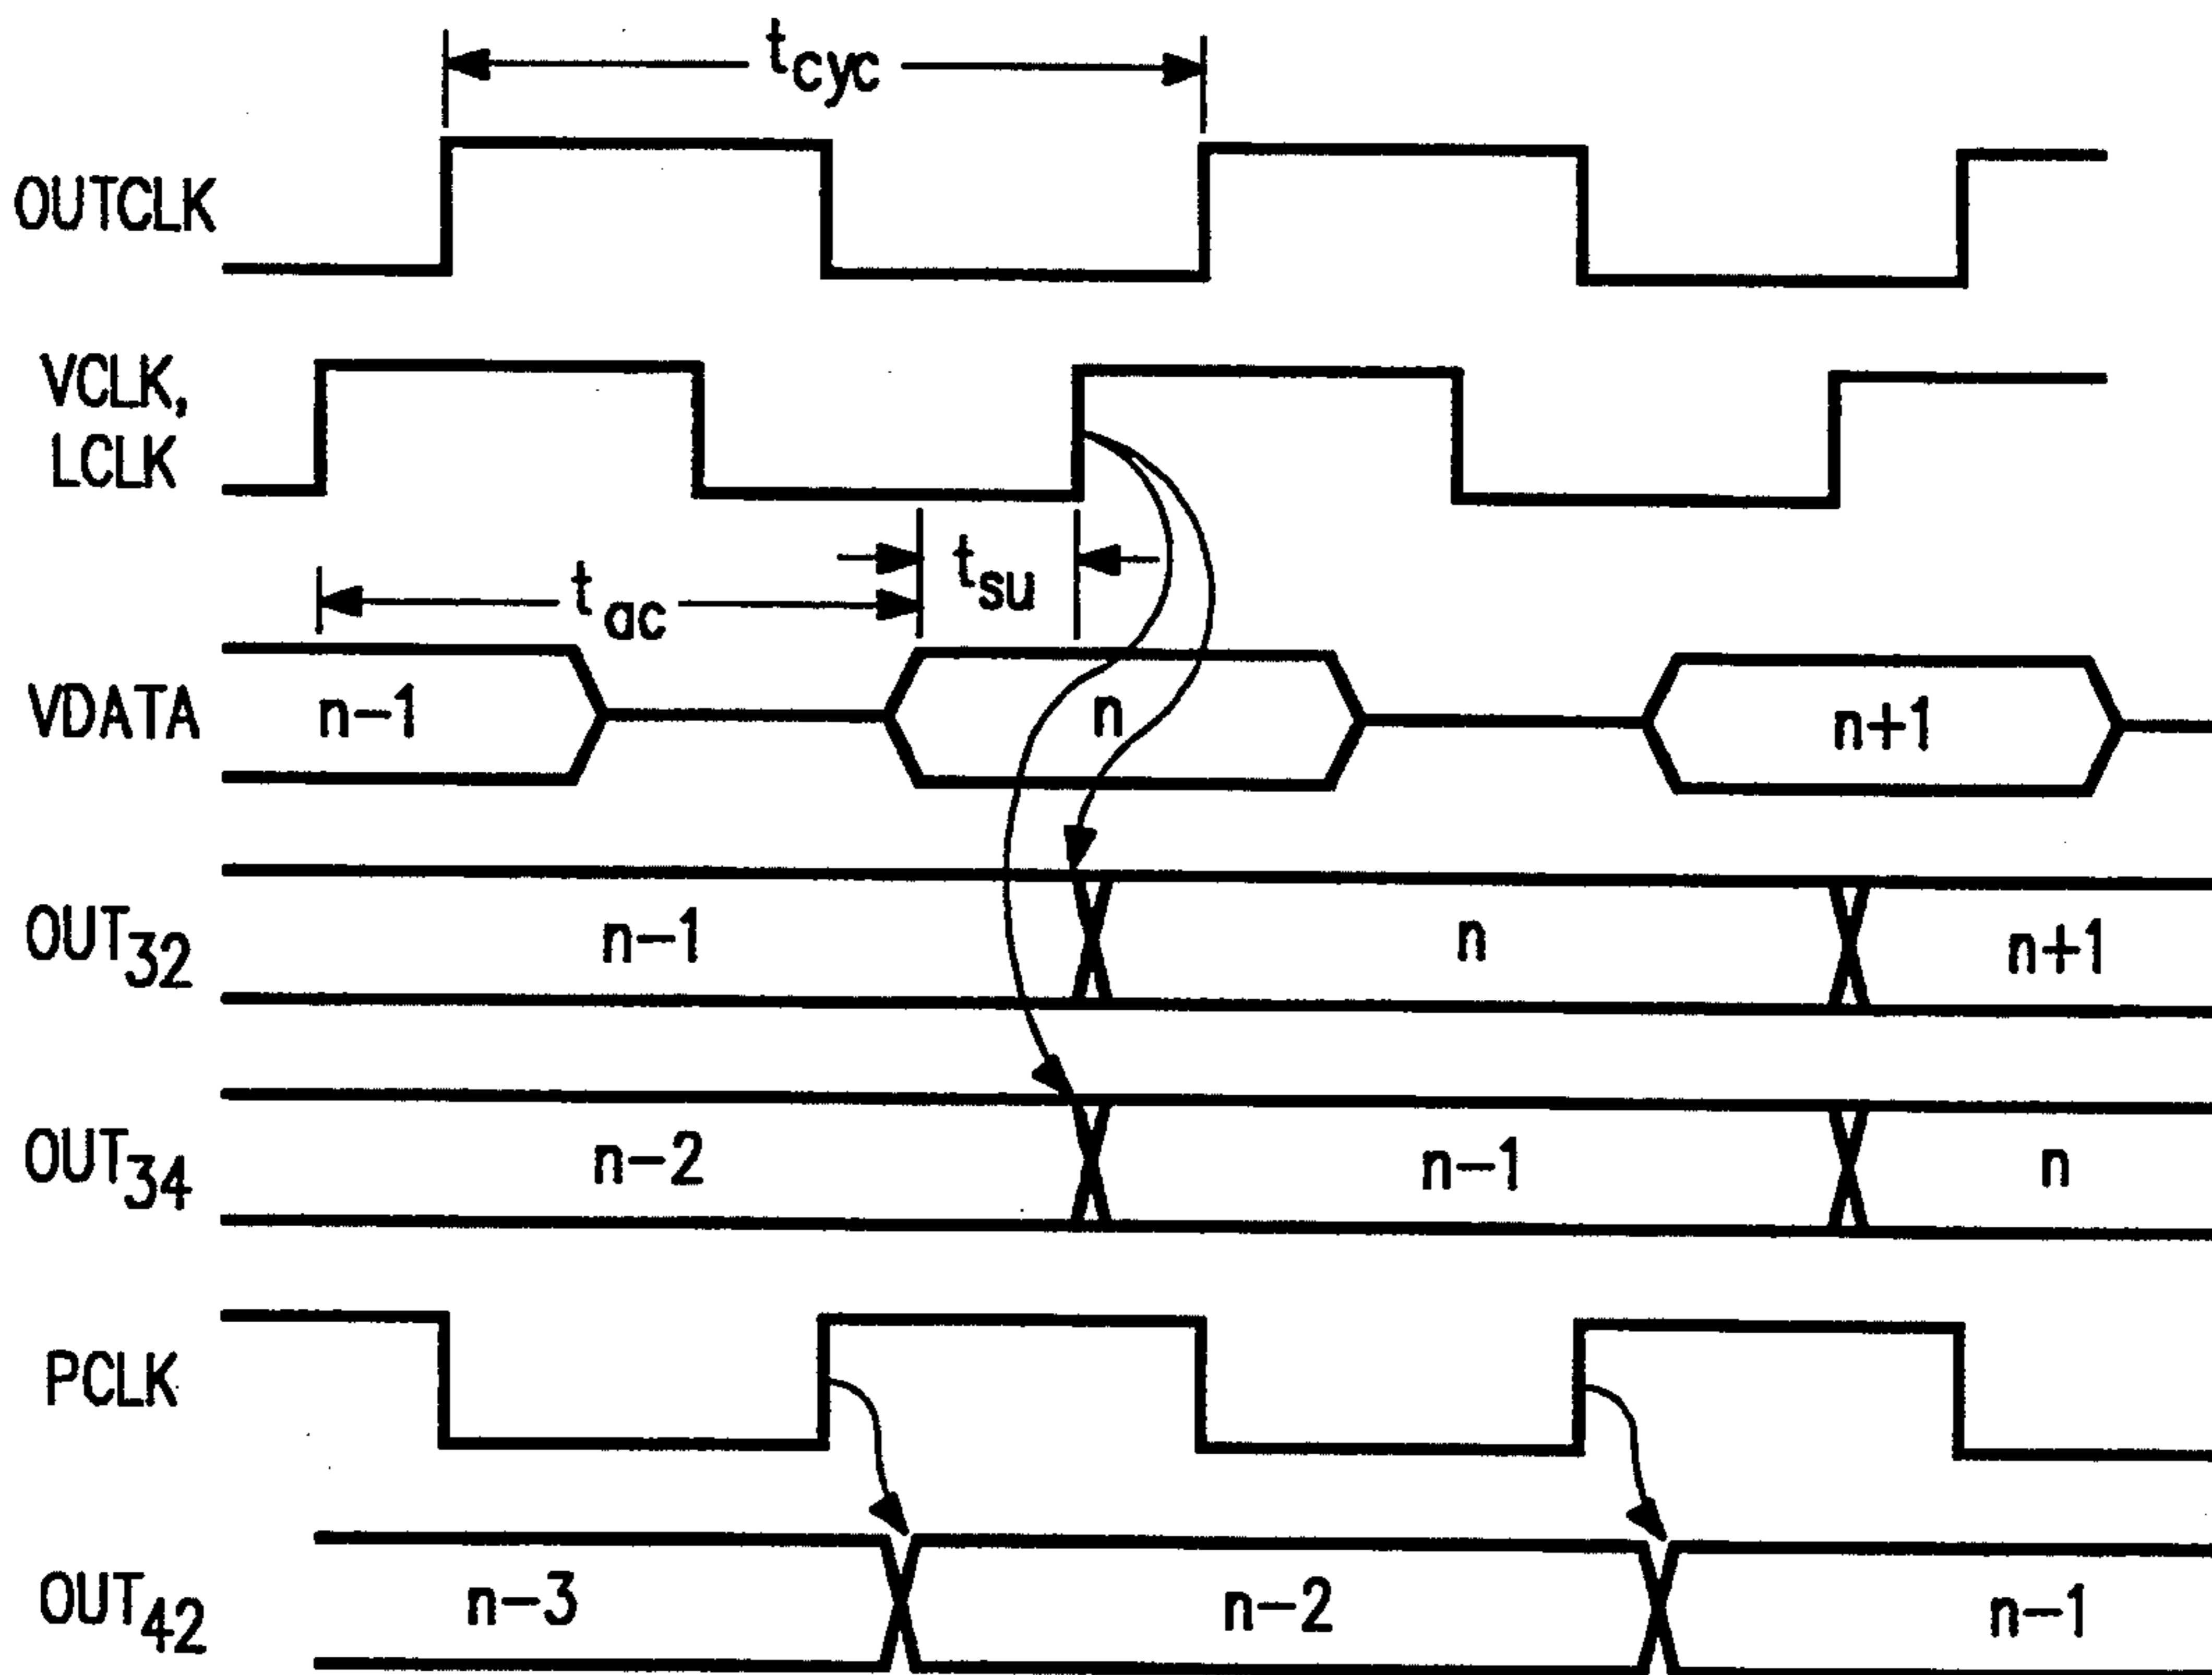 tcyc
OUTCLK
VCLK,
LCLK
tsu
tac
VDATA n-1 n n+1
OUT32 n-1 n n+1
OUT34 n-2 n-1 n
PCLK
OUT42 n-3 n-2 n-1